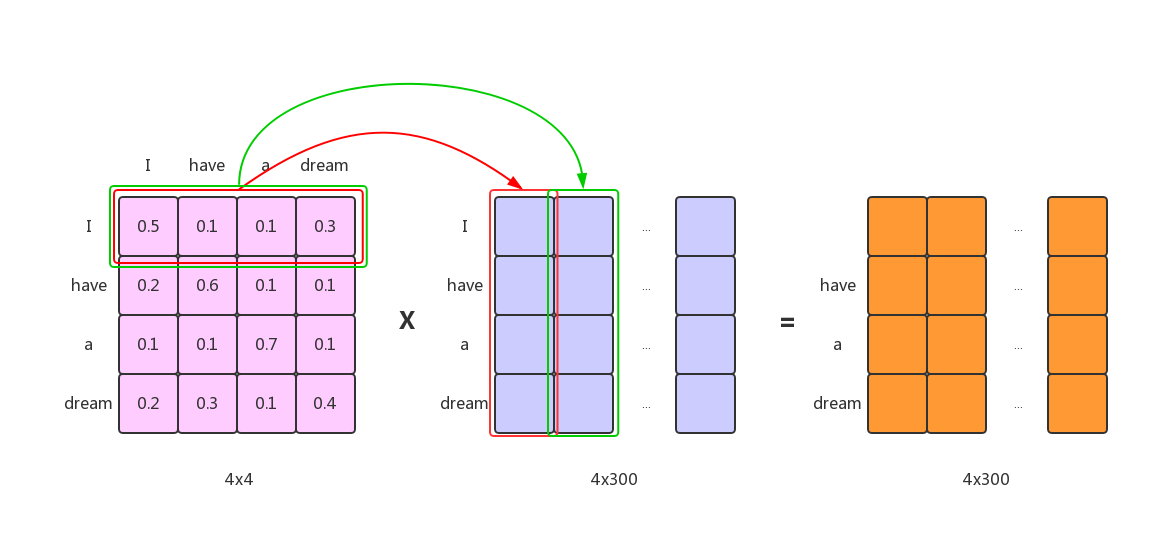 I have a dream
I 0.5 0.1 0.1 0.3 I ... ...
have 0.2 0.6 0.1 0.1 have ... have ...
X =
a 0.1 0.1 0.7 0.1 a ... a ...
dream 0.2 0.3 0.1 0.4 dream ... dream ...
4x4 4x300 4x300